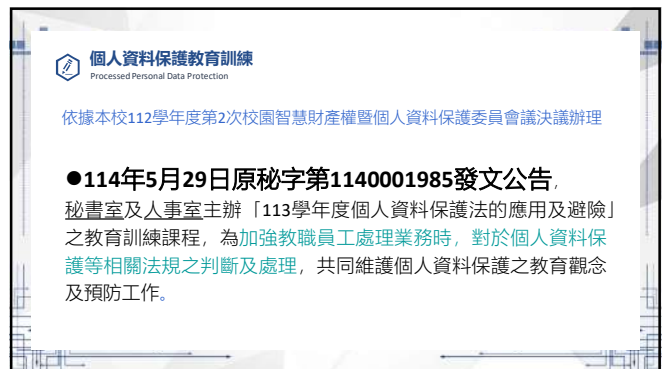 個人資料保護教育訓練
Processed Personal Data Protection
依據本校112學年度第2次校園智慧財產權暨個人資料保護委員會議決議辦理
●114年5月29日原秘字第1140001985發文公告，
秘書室及人事室主辦「113學年度個人資料保護法的應用及避險」
之教育訓練課程，為加強教職員工處理業務時，對於個人資料保
護等相關法規之判斷及處理，共同維護個人資料保護之教育觀念
及預防工作。